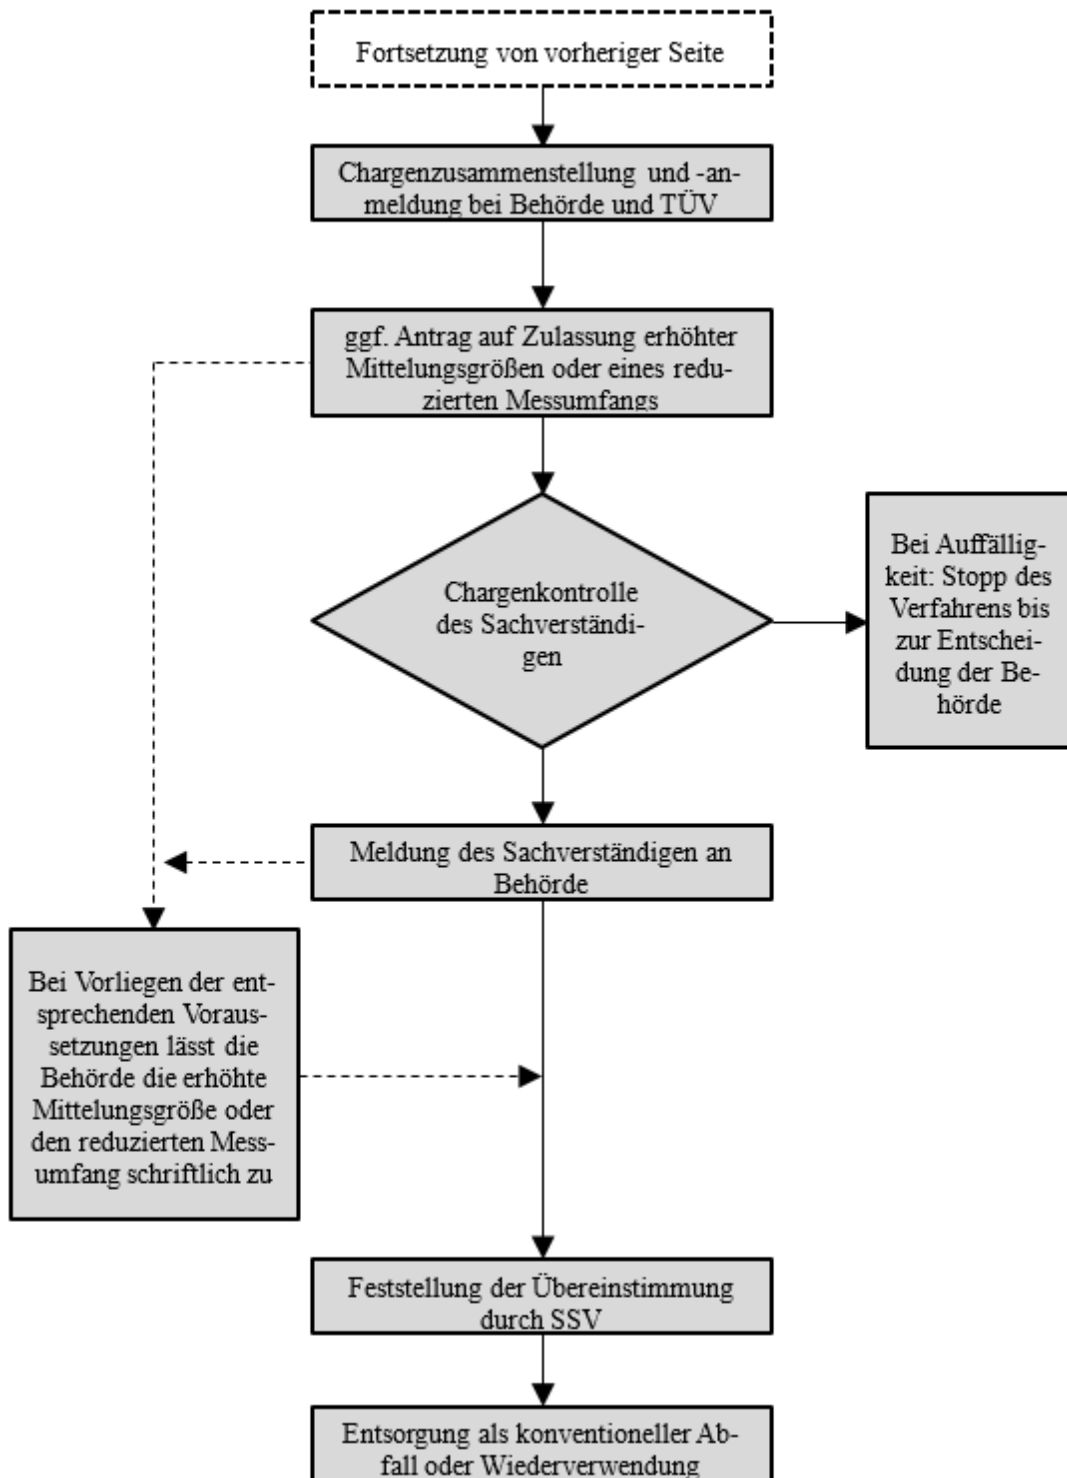 Fortsetzung von vorheriger Seite
Chargenzusammenstellung und -an-
meldung bei Behörde und TÜV
ggf. Antrag auf Zulassung erhöhter
Mittelungsgrößen oder eines redu-
zierten Messumfangs
Chargenkontrolle
des Sachverständi-
gen
Bei Auffällig-
keit: Stopp des
Verfahrens bis
zur Entschei-
dung der Be-
hörde
Meldung des Sachverständigen an
Behörde
Bei Vorliegen der ent-
sprechenden Voraus-
setzungen lässt die
Behörde die erhöhte
Mittelungsgröße oder
den reduzierten Mess-
umfang schriftlich zu
Feststellung der Übereinstimmung
durch SSV
Entsorgung als konventioneller Ab-
fall oder Wiederverwendung